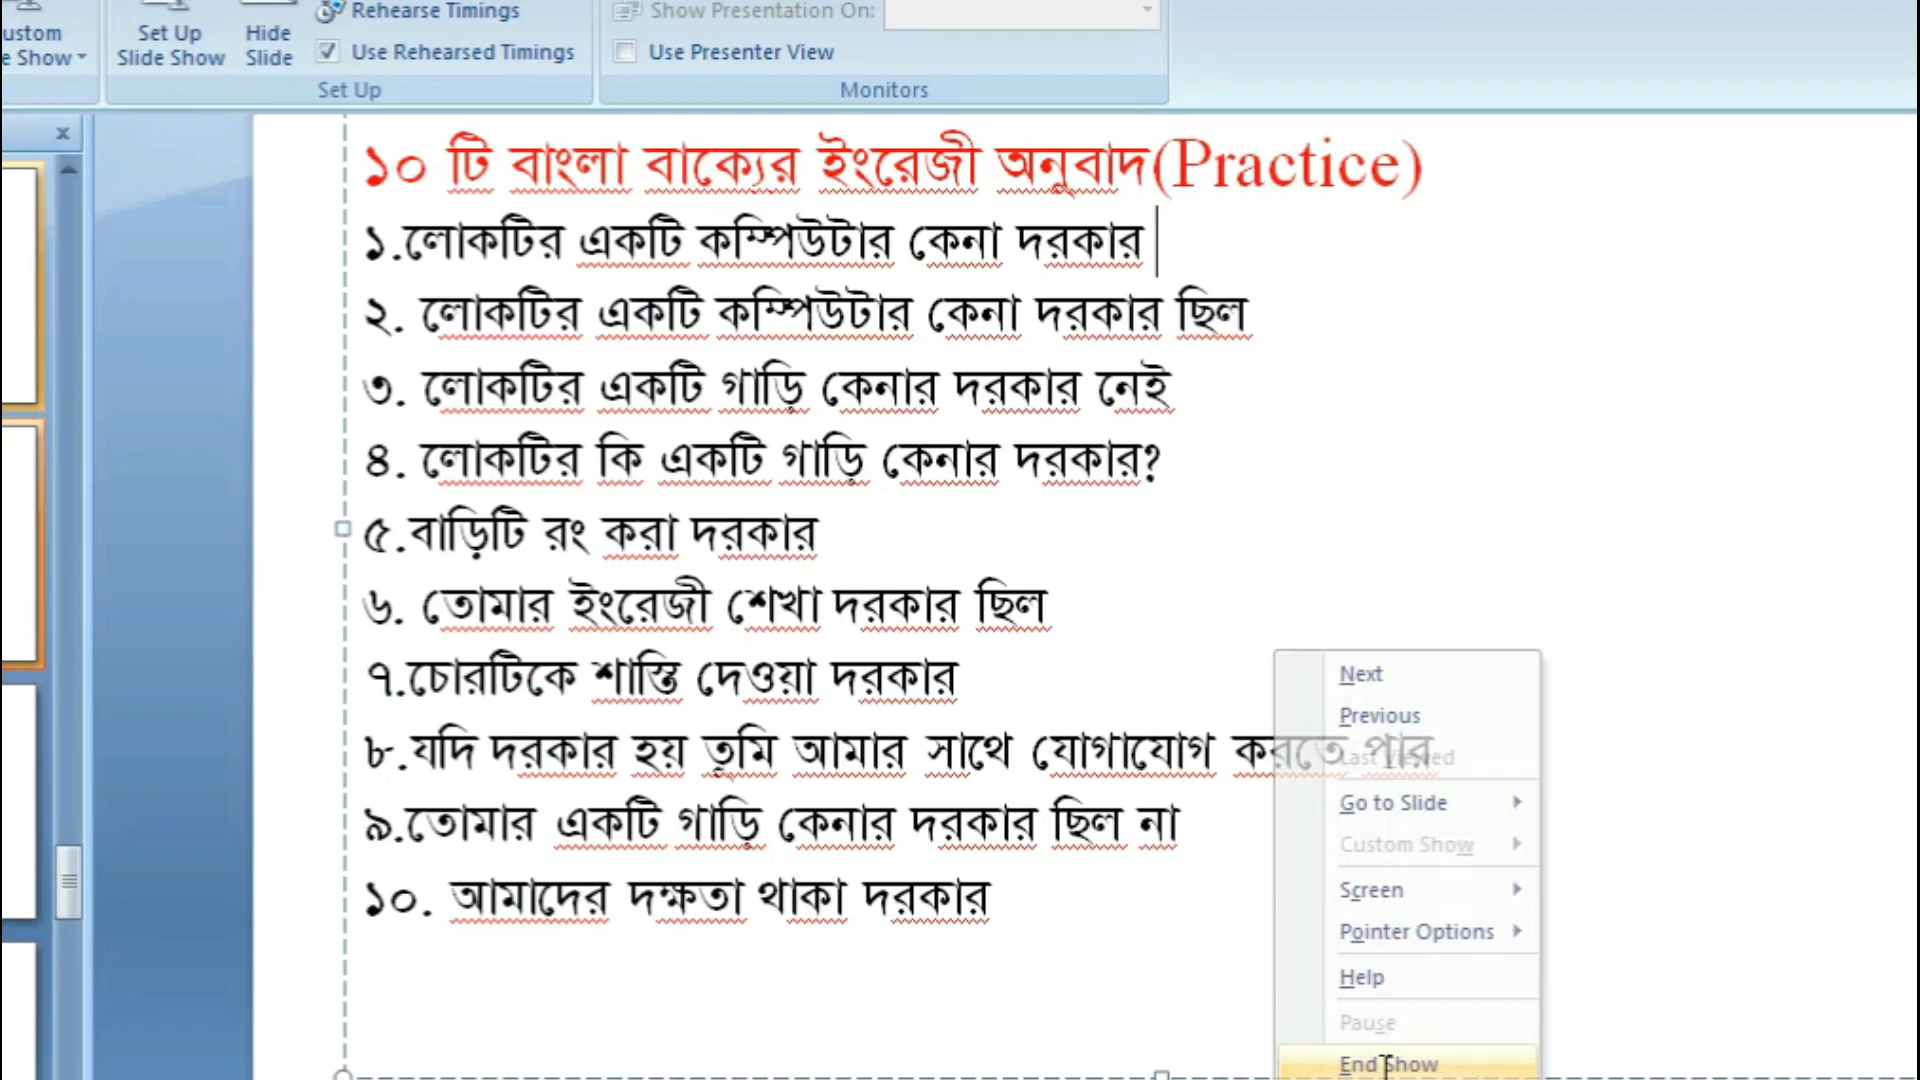 ustom
e Show
Set Up
Slide Show
Hide
Slide
Rehearse Timings
Use Rehearsed Timings
Set Up
Show Presentation On:
Use Presenter View
Monitors
১০ টি বাংলা বাক্যের ইংরেজী অনুবাদ(Practice)
১.লোকটির একটি কম্পিউটার কেনা দরকার
২. লোকটির একটি কম্পিউটার কেনা দরকার ছিল
৩. লোকটির একটি গাড়ি কেনার দরকার নেই
৪. লোকটির কি একটি গাড়ি কেনার দরকার?
৫.বাড়িটি রং করা দরকার
৬. তোমার ইংরেজী শেখা দরকার ছিল
৭.চোরটিকে শাস্তি দেওয়া দরকার
৮.যদি দরকার হয় তুমি আমার সাথে যোগাযোগ করতে পার
৯.তোমার একটি গাড়ি কেনার দরকার ছিল না
১০. আমাদের দক্ষতা থাকা দরকার
Next
Previous
Last Viewed
Go to Slide
Custom Show
Screen
Pointer Options
Help
Pause
End Show